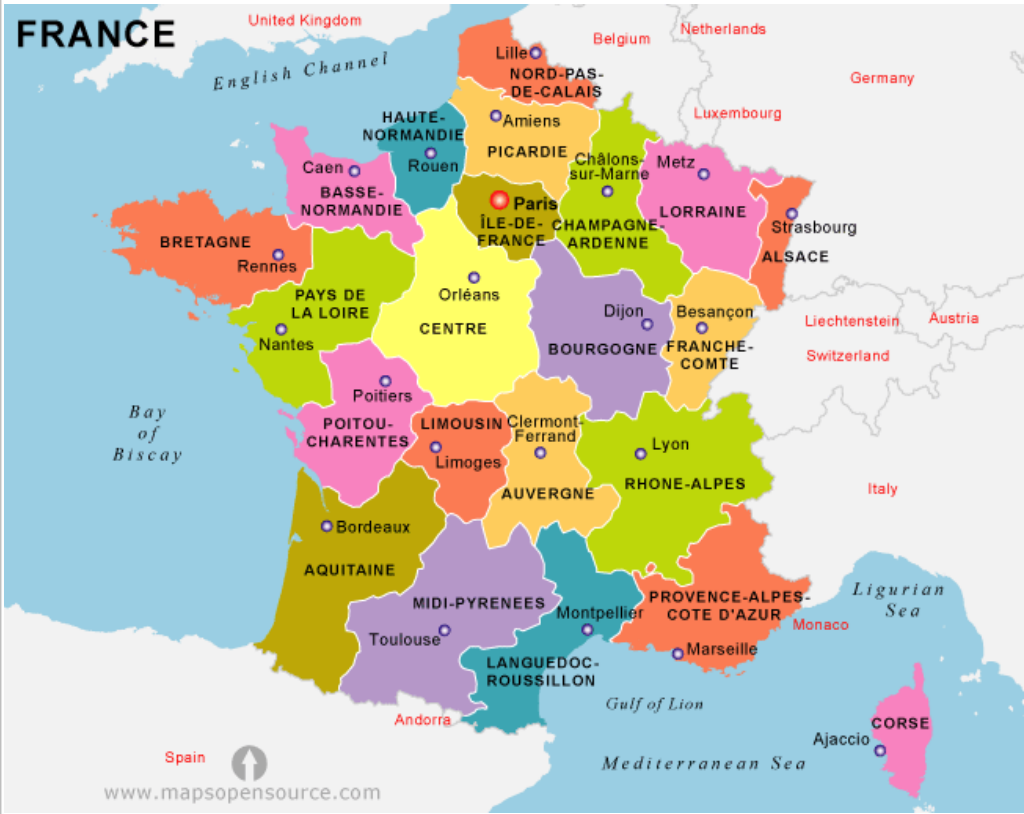 FRANCE
United Kingdom
Netherlands
Belgium
English Channel
Lille
NORD-PAS-
DE-CALAIS
Germany
Luxembourg
HAUTE-
NORMANDIE
Amiens
PICARDIE
Rouen
Caen
BASSE-
NORMANDIE
Châlons-
sur-Marne
Metz
LORRAINE
Paris
ÎLE-DE-
FRANCE
CHAMPAGNE-
ARDENNE
Strasbourg
ALSACE
BRETAGNE
Rennes
PAYS DE
LA LOIRE
Nantes
Orléans
CENTRE
Dijon
BOURGOGNE
Besançon
FRANCHE-
COMTE
Liechtenstein
Austria
Switzerland
Bay
of
Biscay
Poitiers
POITOU-
CHARENTES
LIMOUSIN
Limoges
Clermont-
Ferrand
AUVERGNE
Lyon
RHONE-ALPES
Italy
Bordeaux
AQUITAINE
MIDI-PYRENEES
Toulouse
Montpellier
LANGUEDOC-
ROUSSILLON
PROVENCE-ALPES-
COTE D'AZUR
Marseille
Monaco
Ligurian
Sea
Gulf of Lion
Andorra
Spain
CORSE
Ajaccio
Mediterranean Sea
www.mapsopensource.com